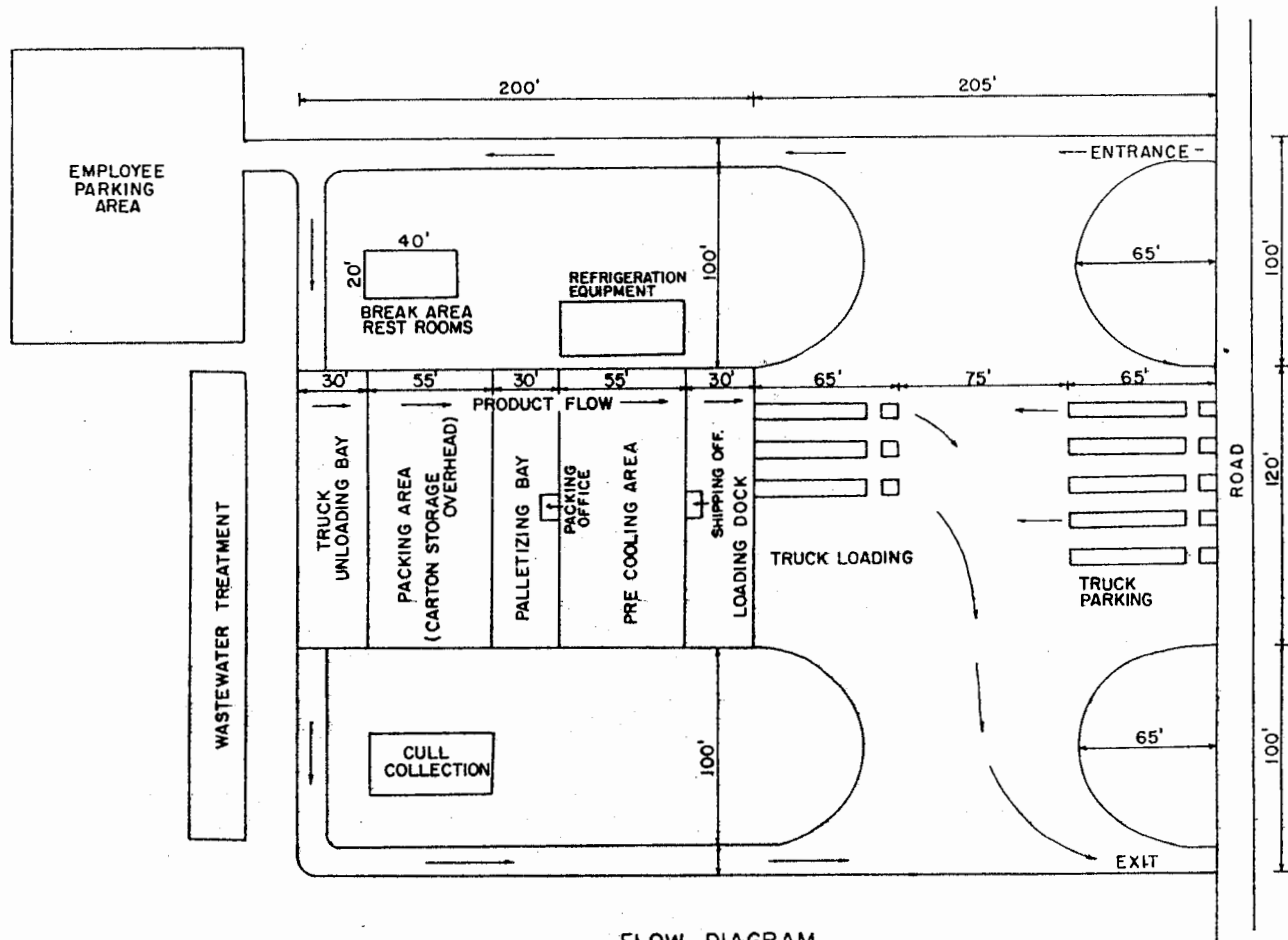 200'
205'
EMPLOYEE
PARKING
AREA
ENTRANCE
40'
20'
BREAK AREA
REST ROOMS
REFRIGERATION
EQUIPMENT
100'
65'
100'
30'
55'
30'
55'
30'
65'
75'
65'
PRODUCT FLOW
TRUCK
UNLOADING BAY
PACKING AREA
(CARTON STORAGE
OVERHEAD)
PALLETIZING BAY
PACKING
OFFICE
PRE COOLING AREA
SHIPPING OFF.
LOADING DOCK
TRUCK LOADING
TRUCK
PARKING
ROAD
120'
WASTEWATER TREATMENT
CULL
COLLECTION
100'
65'
100'
EXIT
FLOW DIAGRAM